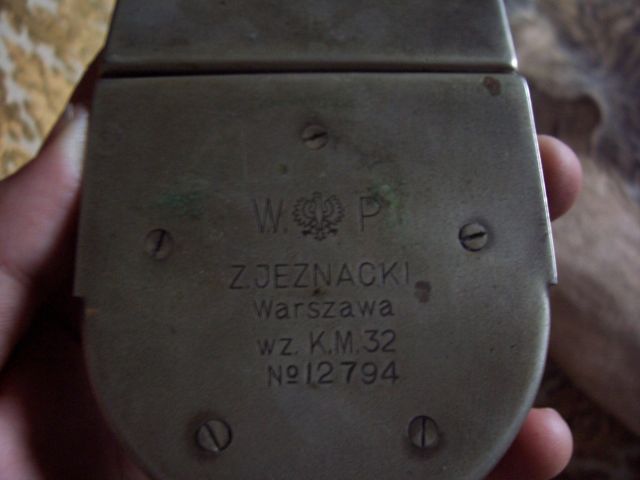 W. P
Z.JEZNACKI
Warszawa
wz. K.M. 32
№12794